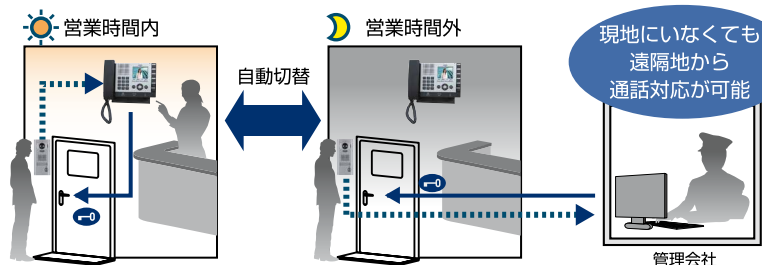 営業時間内
自動切替
営業時間外
現地にいなくても
遠隔地から
通話対応が可能
管理会社